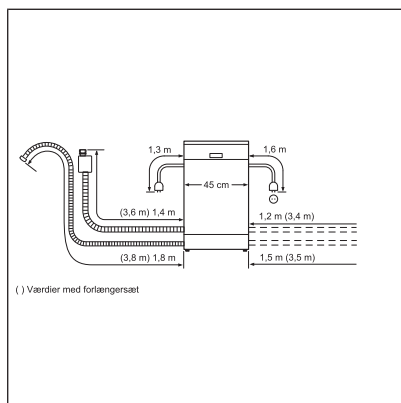 1,3 m
1,6 m
45 cm
(3,6 m) 1,4 m
1,2 m (3,4 m)
(3,8 m) 1,8 m
1,5 m (3,5 m)
( ) Værdier med forlængersæt